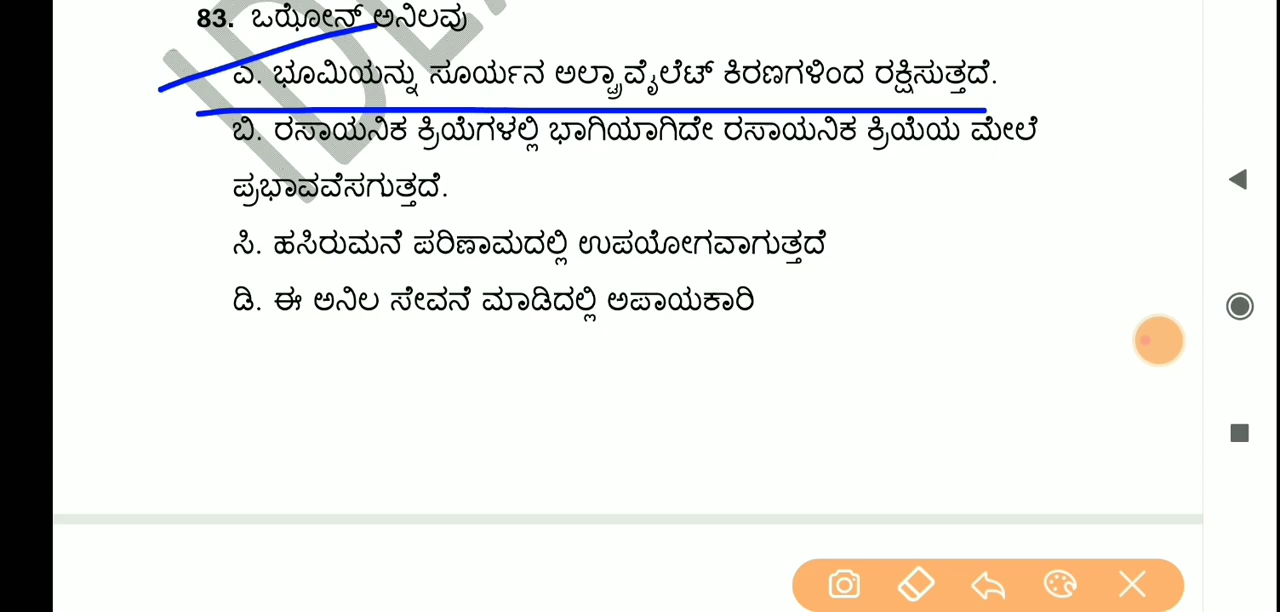 83. ಒಝೋನ್ ಅನಿಲವು
ಎ. ಭೂಮಿಯನ್ನು ಸೂರ್ಯನ ಅಲ್ಟ್ರಾವೈಲೆಟ್ ಕಿರಣಗಳಿಂದ ರಕ್ಷಿಸುತ್ತದೆ.
ಬಿ. ರಸಾಯನಿಕ ಕ್ರಿಯೆಗಳಲ್ಲಿ ಭಾಗಿಯಾಗಿದೇ ರಸಾಯನಿಕ ಕ್ರಿಯೆಯ ಮೇಲೆ
ಪ್ರಭಾವವೆಸಗುತ್ತದೆ.
ಸಿ. ಹಸಿರುಮನೆ ಪರಿಣಾಮದಲ್ಲಿ ಉಪಯೋಗವಾಗುತ್ತದೆ
ಡಿ. ಈ ಅನಿಲ ಸೇವನೆ ಮಾಡಿದಲ್ಲಿ ಅಪಾಯಕಾರಿ